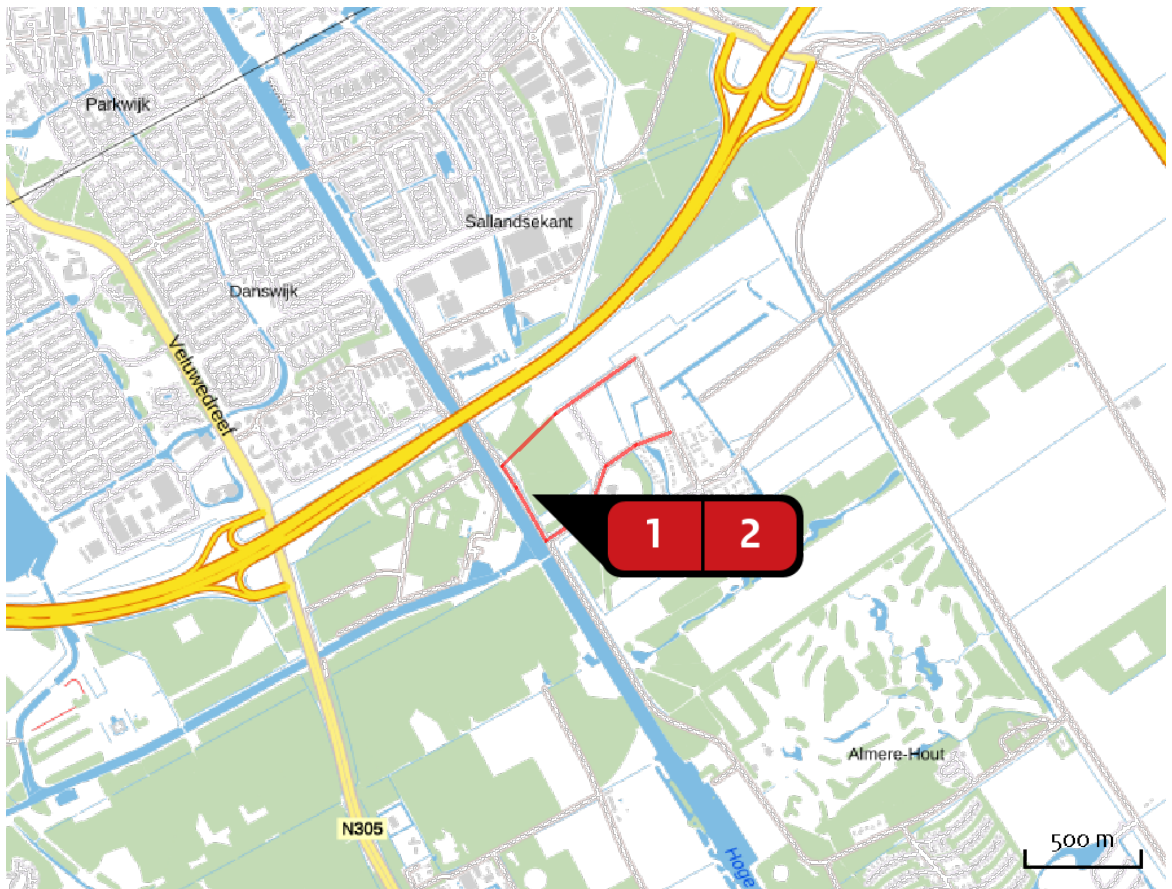 Parkwijk
Sallandsekant
Danswijk
Veluwedreef
1 2
Almere-Hout
N305
500 m
Hoge